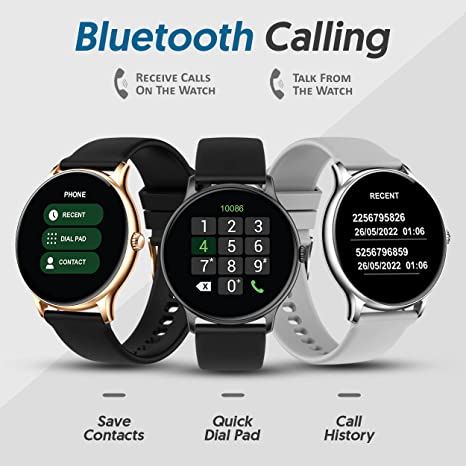 Bluetooth Calling
RECEIVE CALLS
ON THE WATCH
TALK FROM
THE WATCH
PHONE
RECENT
DIAL PAD
CONTACT
10086
1 2 3
4 5 6
7* 8+ 9#
0
RECENT
2256795826
26/05/2022 01:06
5256796859
26/05/2022 01:06
Save
Contacts
Quick
Dial Pad
Call
History